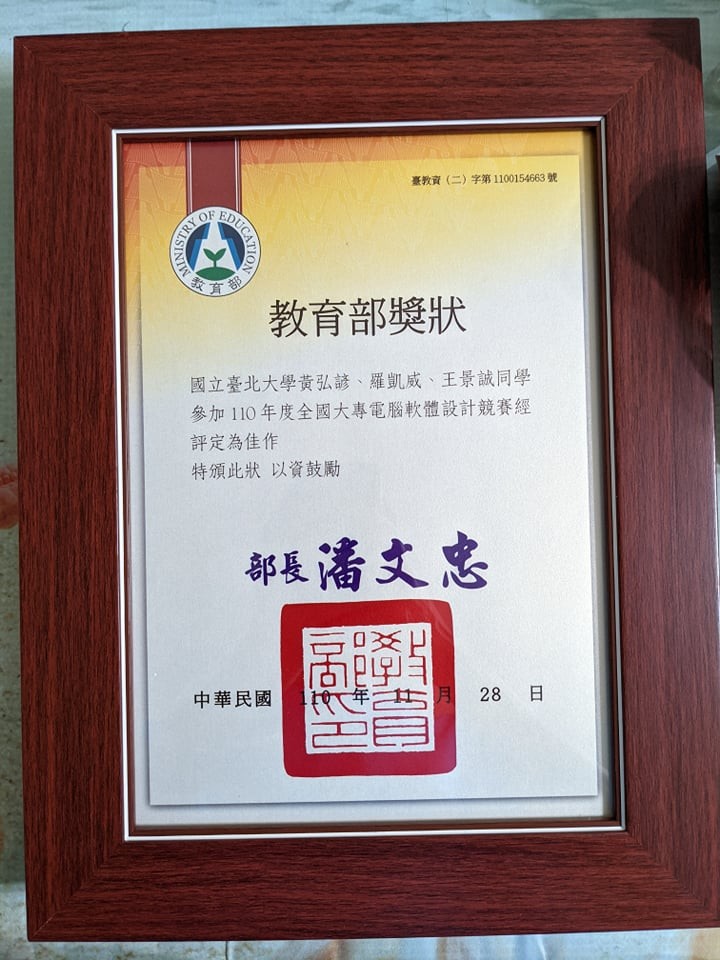 臺教資（二）字第1100154663號
MINISTRY OF EDUCATION
教育部
教育部獎狀
國立臺北大學黃弘諺、羅凱威、王景誠同學
參加110年度全國大專電腦軟體設計競賽經
評定為佳作
特頒此狀 以資鼓勵
部長 潘文忠
教育部印
中華民國 110 年 11 月 28 日